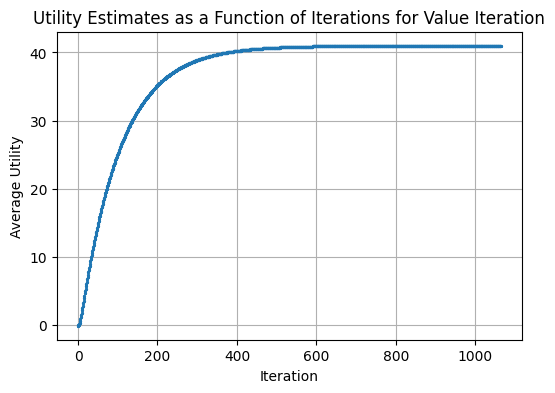 Utility Estimates as a Function of Iterations for Value Iteration
40
30
20
10
0
Average Utility
0 200 400 600 800 1000
Iteration